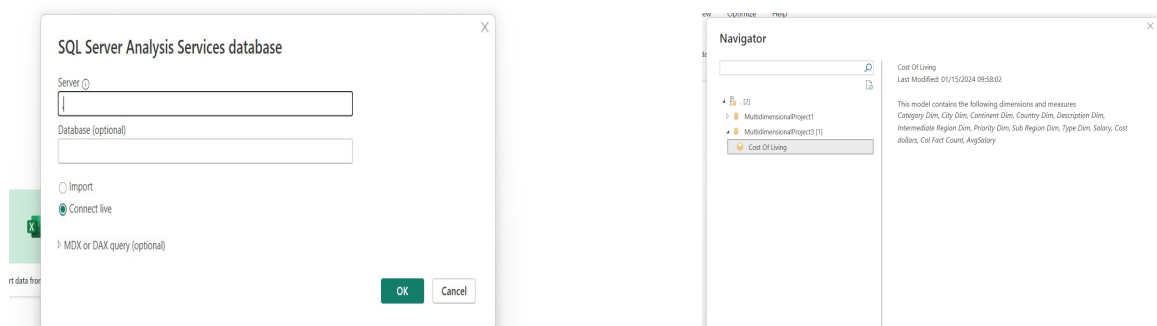 SQL Server Analysis Services database
Server
.
Database (optional)
Import
Connect live
MDX or DAX query (optional)
rt data from
OK
Cancel
ew Optimize Help
Navigator
. [2]
MultidimensionalProject1
MultidimensionalProject3 [1]
Cost Of Living
Cost Of Living
Last Modified: 01/15/2024 09:58:02
This model contains the following dimensions and measures
Category Dim, City Dim, Continent Dim, Country Dim, Description Dim,
Intermediate Region Dim, Priority Dim, Sub Region Dim, Type Dim, Salary, Cost
dollars, Col Fact Count, AvgSalary